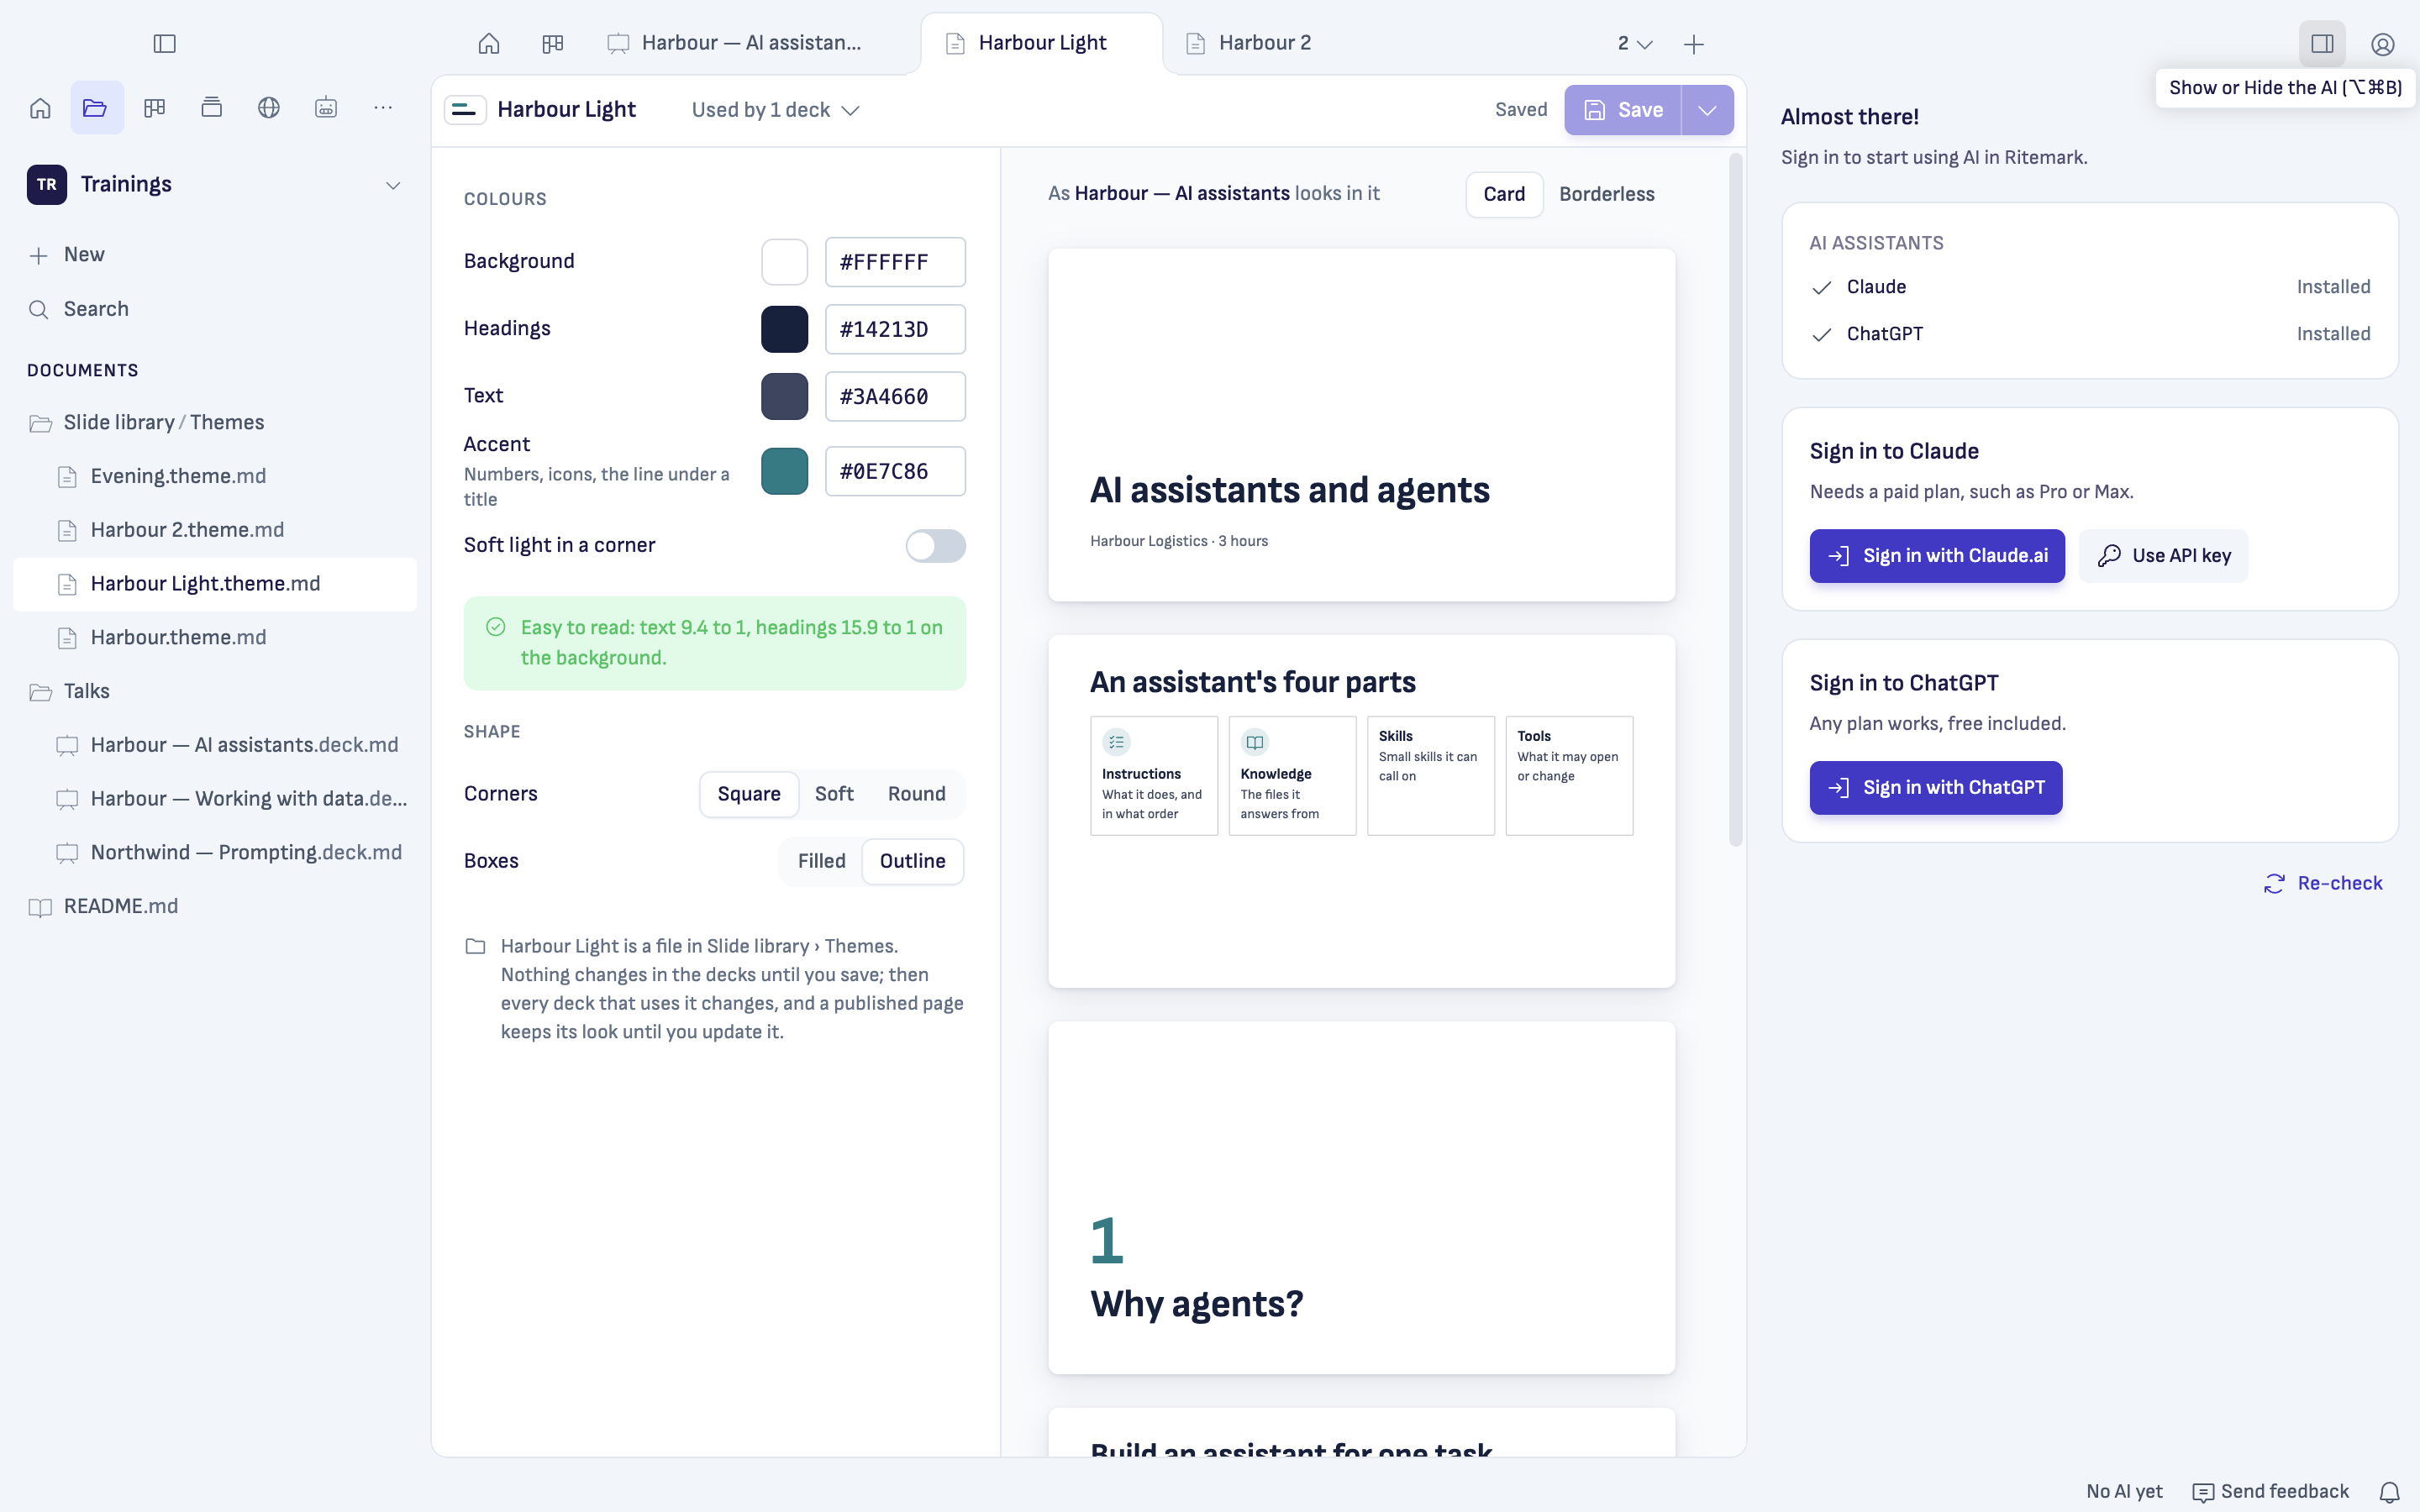 Harbour — AI assistan...
Harbour Light
Harbour 2
2
Show or Hide the AI (⌥⌘B)
TR
Trainings
New
Search
DOCUMENTS
Slide library / Themes
Evening.theme.md
Harbour 2.theme.md
Harbour Light.theme.md
Harbour.theme.md
Talks
Harbour — AI assistants.deck.md
Harbour — Working with data.de...
Northwind — Prompting.deck.md
README.md
Harbour Light
Used by 1 deck
Saved
Save
COLOURS
Background
#FFFFFF
Headings
#14213D
Text
#3A4660
Accent
Numbers, icons, the line under a
title
#0E7C86
Soft light in a corner
Easy to read: text 9.4 to 1, headings 15.9 to 1 on
the background.
SHAPE
Corners
Square
Soft
Round
Boxes
Filled
Outline
Harbour Light is a file in Slide library › Themes.
Nothing changes in the decks until you save; then
every deck that uses it changes, and a published page
keeps its look until you update it.
As Harbour — AI assistants looks in it
Card
Borderless
AI assistants and agents
Harbour Logistics · 3 hours
An assistant's four parts
Instructions
What it does, and
in what order
Knowledge
The files it
answers from
Skills
Small skills it can
call on
Tools
What it may open
or change
1
Why agents?
Build an assistant for one task
Almost there!
Sign in to start using AI in Ritemark.
AI ASSISTANTS
Claude
Installed
ChatGPT
Installed
Sign in to Claude
Needs a paid plan, such as Pro or Max.
Sign in with Claude.ai
Use API key
Sign in to ChatGPT
Any plan works, free included.
Sign in with ChatGPT
Re-check
No AI yet
Send feedback